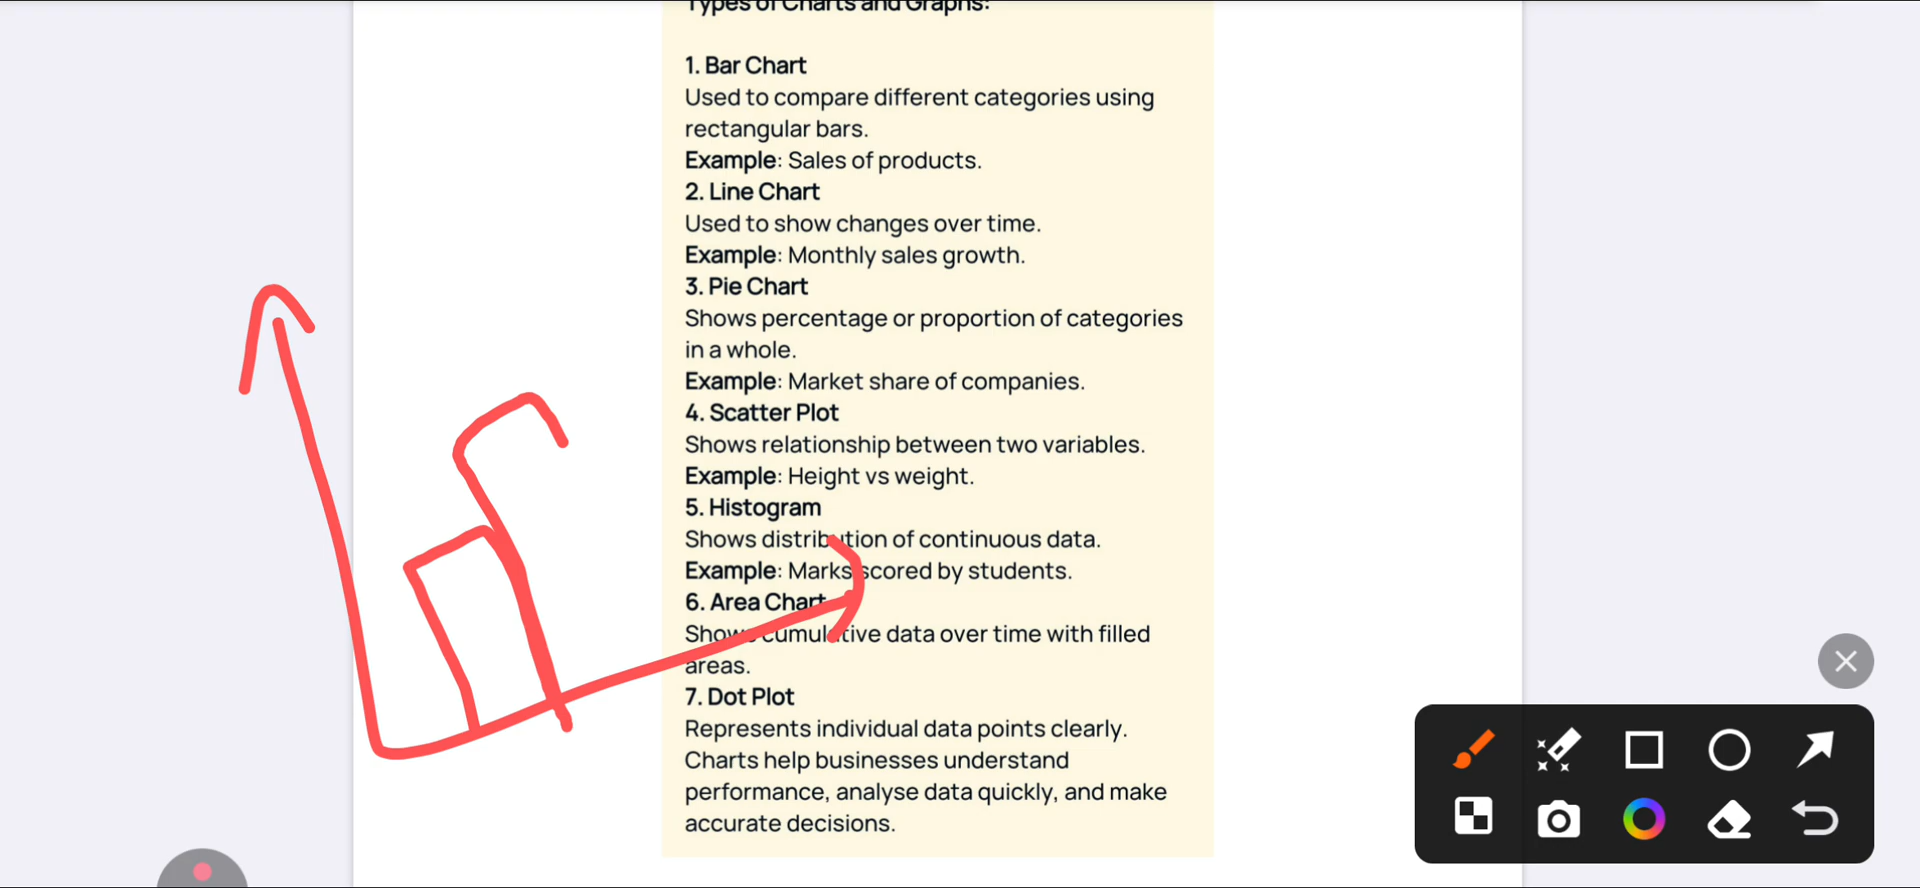 Types of Charts and Graphs:
1. Bar Chart
Used to compare different categories using
rectangular bars.
Example: Sales of products.
2. Line Chart
Used to show changes over time.
Example: Monthly sales growth.
3. Pie Chart
Shows percentage or proportion of categories
in a whole.
Example: Market share of companies.
4. Scatter Plot
Shows relationship between two variables.
Example: Height vs weight.
5. Histogram
Shows distribution of continuous data.
Example: Marks scored by students.
6. Area Chart
Shows cumulative data over time with filled
areas.
7. Dot Plot
Represents individual data points clearly.
Charts help businesses understand
performance, analyse data quickly, and make
accurate decisions.